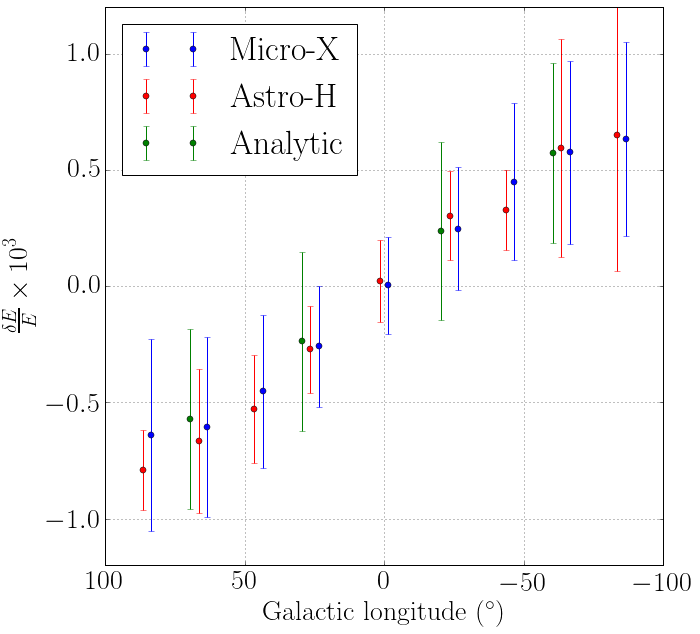 1.0
0.5
0.0
−0.5
−1.0
Micro-X
Astro-H
Analytic
δE/E × 10³
100 50 0 −50 −100
Galactic longitude (°)